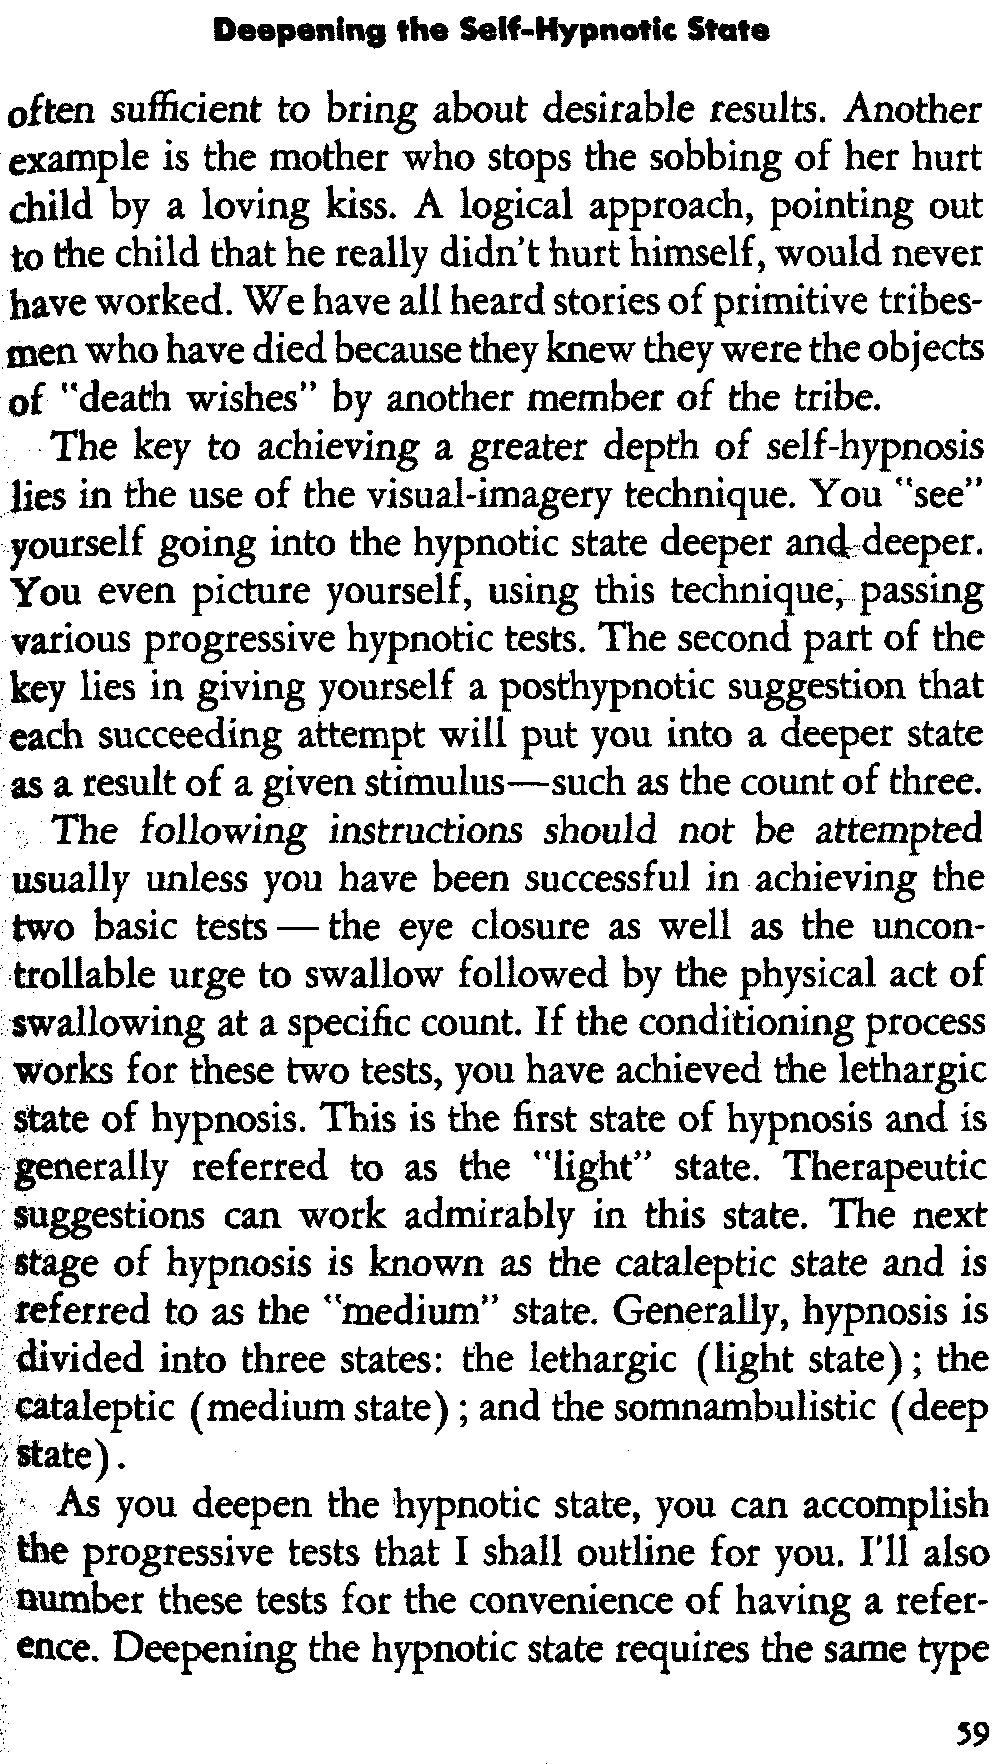 Deepening the Self-Hypnotic State
often sufficient to bring about desirable results. Another
example is the mother who stops the sobbing of her hurt
child by a loving kiss. A logical approach, pointing out
to the child that he really didn't hurt himself, would never
have worked. We have all heard stories of primitive tribes-
men who have died because they knew they were the objects
of "death wishes" by another member of the tribe.
The key to achieving a greater depth of self-hypnosis
lies in the use of the visual-imagery technique. You "see"
yourself going into the hypnotic state deeper and deeper.
You even picture yourself, using this technique, passing
various progressive hypnotic tests. The second part of the
key lies in giving yourself a posthypnotic suggestion that
each succeeding attempt will put you into a deeper state
as a result of a given stimulus—such as the count of three.
The following instructions should not be attempted
usually unless you have been successful in achieving the
two basic tests — the eye closure as well as the uncon-
trollable urge to swallow followed by the physical act of
swallowing at a specific count. If the conditioning process
works for these two tests, you have achieved the lethargic
state of hypnosis. This is the first state of hypnosis and is
generally referred to as the "light" state. Therapeutic
suggestions can work admirably in this state. The next
stage of hypnosis is known as the cataleptic state and is
referred to as the "medium" state. Generally, hypnosis is
divided into three states: the lethargic (light state); the
cataleptic (medium state); and the somnambulistic (deep
state).
As you deepen the hypnotic state, you can accomplish
the progressive tests that I shall outline for you. I'll also
number these tests for the convenience of having a refer-
ence. Deepening the hypnotic state requires the same type
59